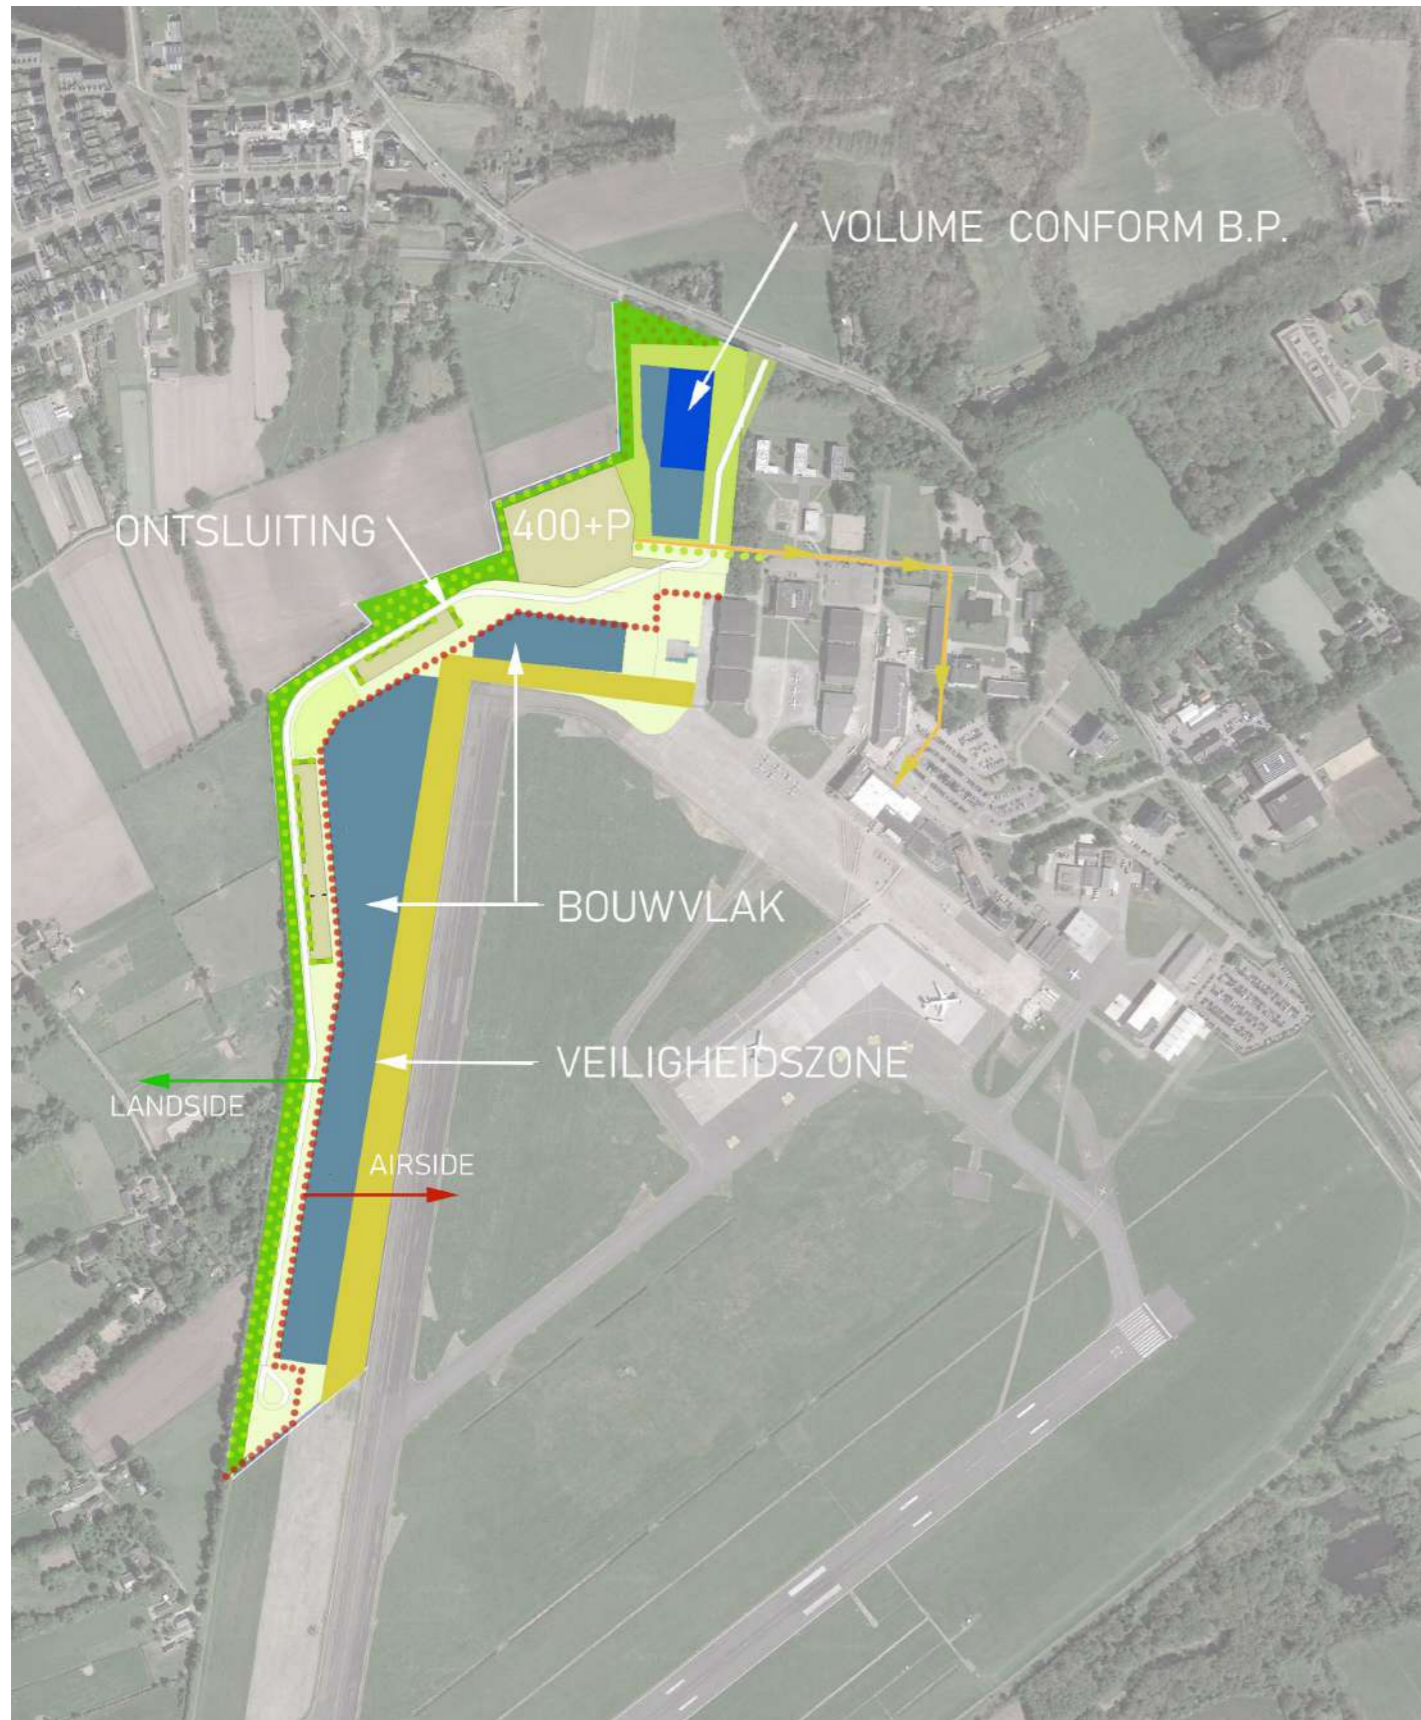 VOLUME CONFORM B.P.
400+P
ONTSLUITING
BOUWVLAK
VEILIGHEIDSZONE
LANDSIDE
AIRSIDE